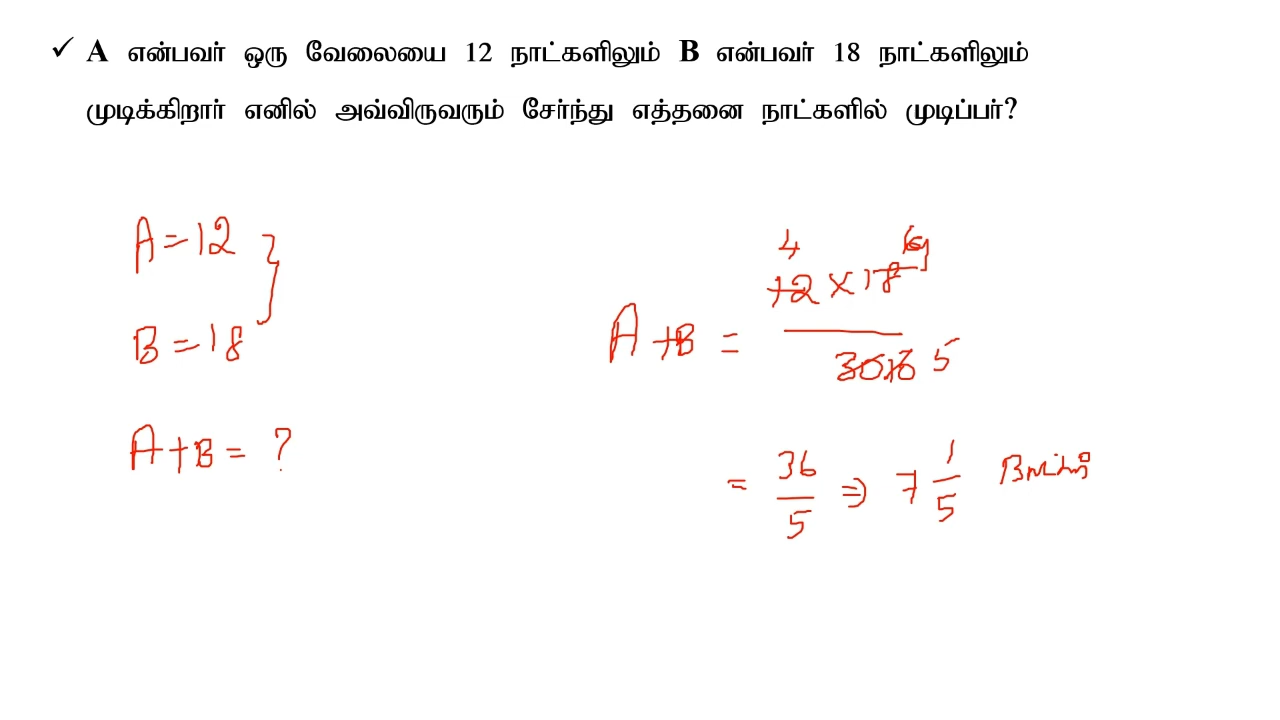 ✓ A என்பவர் ஒரு வேலையை 12 நாட்களிலும் B என்பவர் 18 நாட்களிலும்
முடிக்கிறார் எனில் அவ்விருவரும் சேர்ந்து எத்தனை நாட்களில் முடிப்பர்?
A = 12
B = 18
A+B = ?
4 6
12 × 18
A+B =
30 5
= 36/5 ⇒ 7 1/5